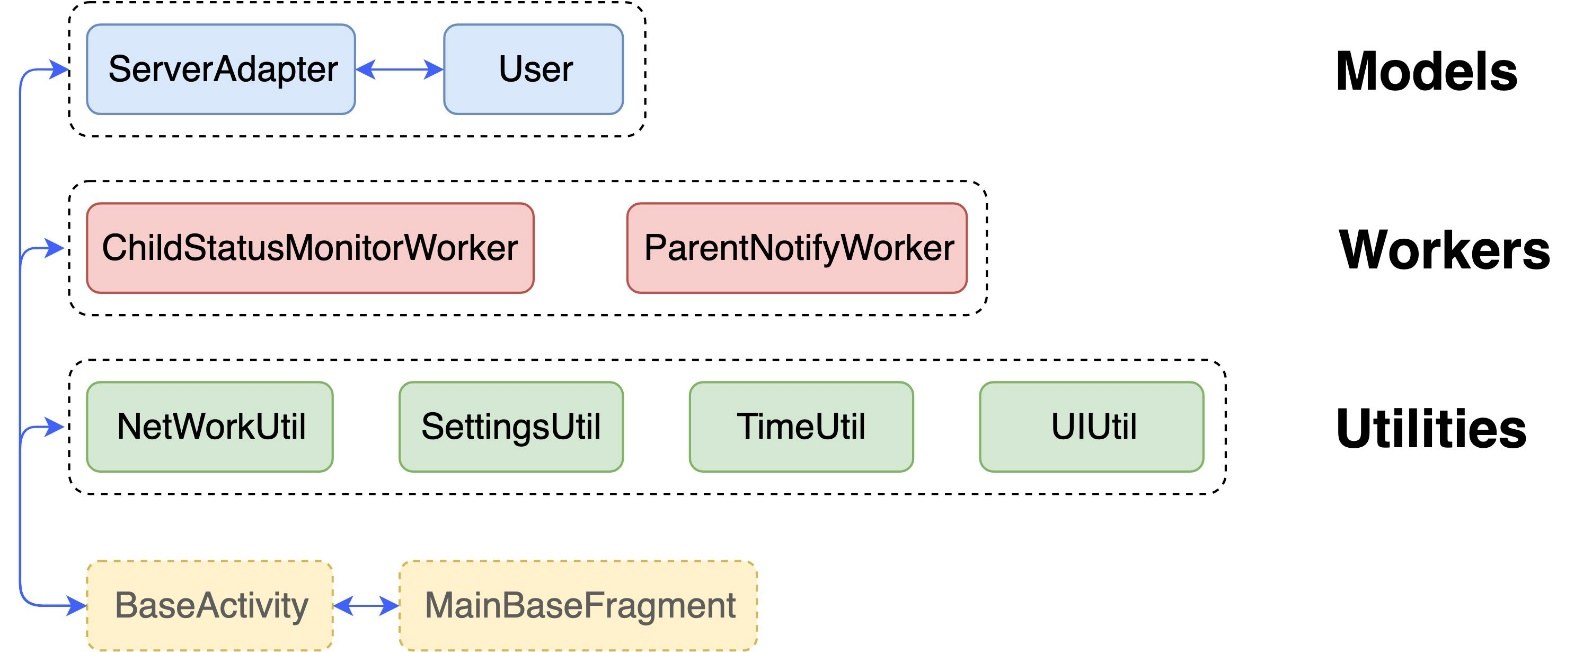 ServerAdapter User Models
ChildStatusMonitorWorker ParentNotifyWorker Workers
NetWorkUtil SettingsUtil TimeUtil UIUtil Utilities
BaseActivity MainBaseFragment